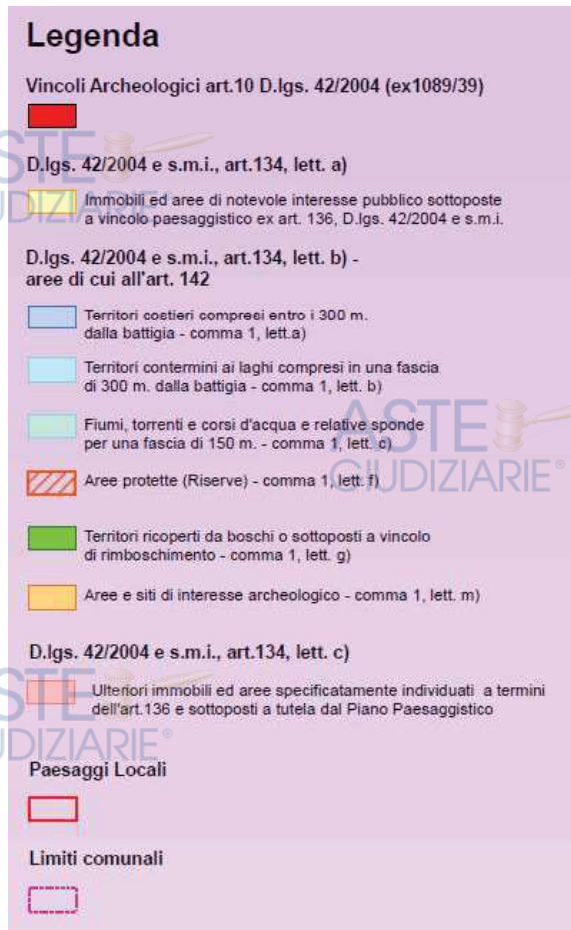 Legenda
Vincoli Archeologici art.10 D.lgs. 42/2004 (ex1089/39)
D.lgs. 42/2004 e s.m.i., art.134, lett. a)
Immobili ed aree di notevole interesse pubblico sottoposte
a vincolo paesaggistico ex art. 136, D.lgs. 42/2004 e s.m.i.
D.lgs. 42/2004 e s.m.i., art.134, lett. b) -
aree di cui all'art. 142
Territori costieri compresi entro i 300 m.
dalla battigia - comma 1, lett.a)
Territori contermini ai laghi compresi in una fascia
di 300 m. dalla battigia - comma 1, lett. b)
Fiumi, torrenti e corsi d'acqua e relative sponde
per una fascia di 150 m. - comma 1, lett. c)
Aree protette (Riserve) - comma 1, lett. f)
Territori ricoperti da boschi o sottoposti a vincolo
di rimboschimento - comma 1, lett. g)
Aree e siti di interesse archeologico - comma 1, lett. m)
D.lgs. 42/2004 e s.m.i., art.134, lett. c)
Ulteriori immobili ed aree specificatamente individuati a termini
dell'art.136 e sottoposti a tutela dal Piano Paesaggistico
Paesaggi Locali
Limiti comunali
ASTE
GIUDIZIARIE®
STE
UDIZIARIE®
STE
UDIZIARIE®